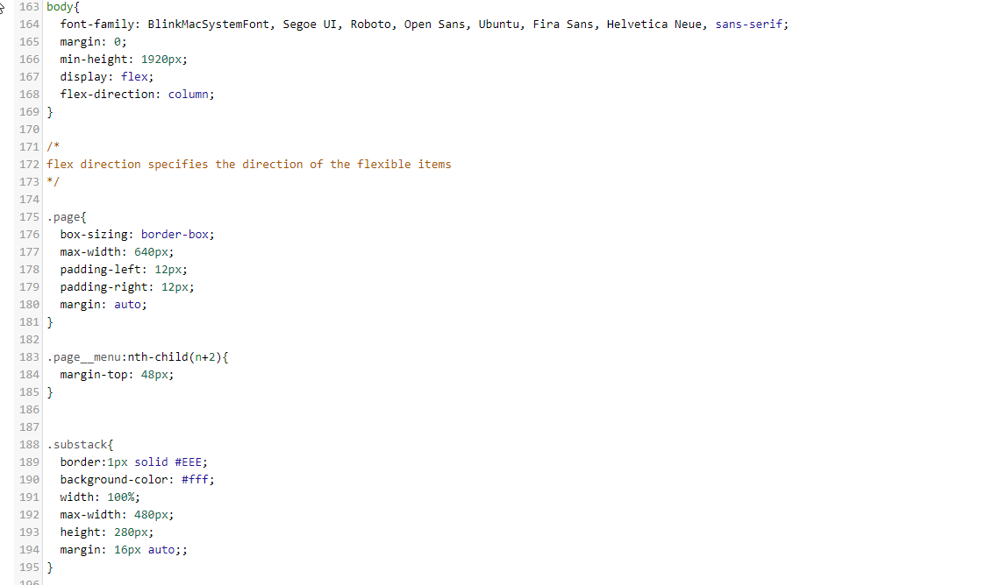 163 body{
164   font-family: BlinkMacSystemFont, Segoe UI, Roboto, Open Sans, Ubuntu, Fira Sans, Helvetica Neue, sans-serif;
165   margin: 0;
166   min-height: 1920px;
167   display: flex;
168   flex-direction: column;
169 }
170
171 /*
172 flex direction specifies the direction of the flexible items
173 */
174
175 .page{
176   box-sizing: border-box;
177   max-width: 640px;
178   padding-left: 12px;
179   padding-right: 12px;
180   margin: auto;
181 }
182
183 .page__menu:nth-child(n+2){
184   margin-top: 48px;
185 }
186
187
188 .substack{
189   border:1px solid #EEE;
190   background-color: #fff;
191   width: 100%;
192   max-width: 480px;
193   height: 280px;
194   margin: 16px auto;;
195 }
196